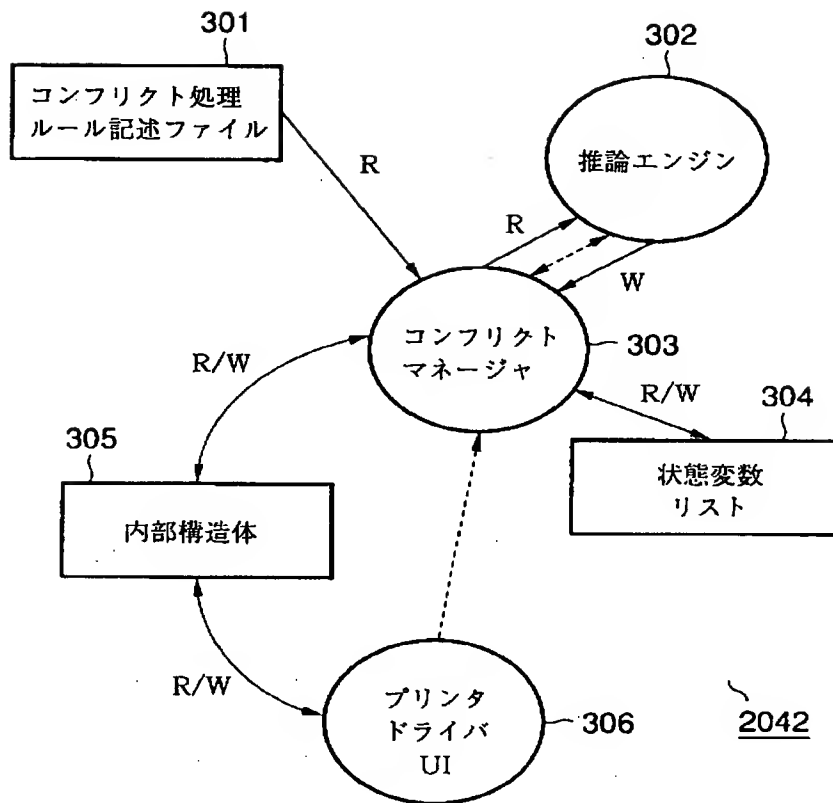 301
コンフリクト処理
ルール記述ファイル
302
推論エンジン
R
R
W
コンフリクト
マネージャ
303
R/W
R/W
304
状態変数
リスト
305
内部構造体
R/W
プリンタ
ドライバ
UI
306
2042